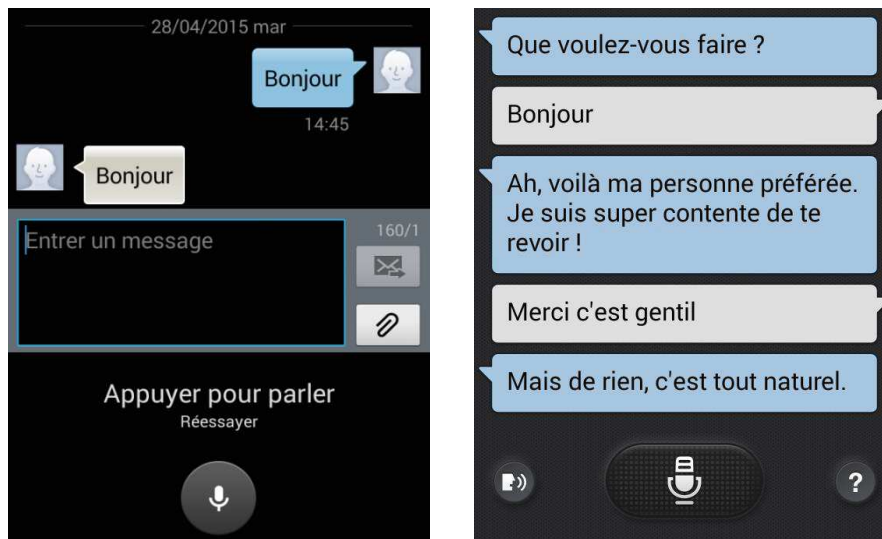 28/04/2015 mar
Bonjour
14:45
Bonjour
Entrer un message
160/1
Appuyer pour parler
Réessayer
Que voulez-vous faire ?
Bonjour
Ah, voilà ma personne préférée.
Je suis super contente de te
revoir !
Merci c'est gentil
Mais de rien, c'est tout naturel.
?